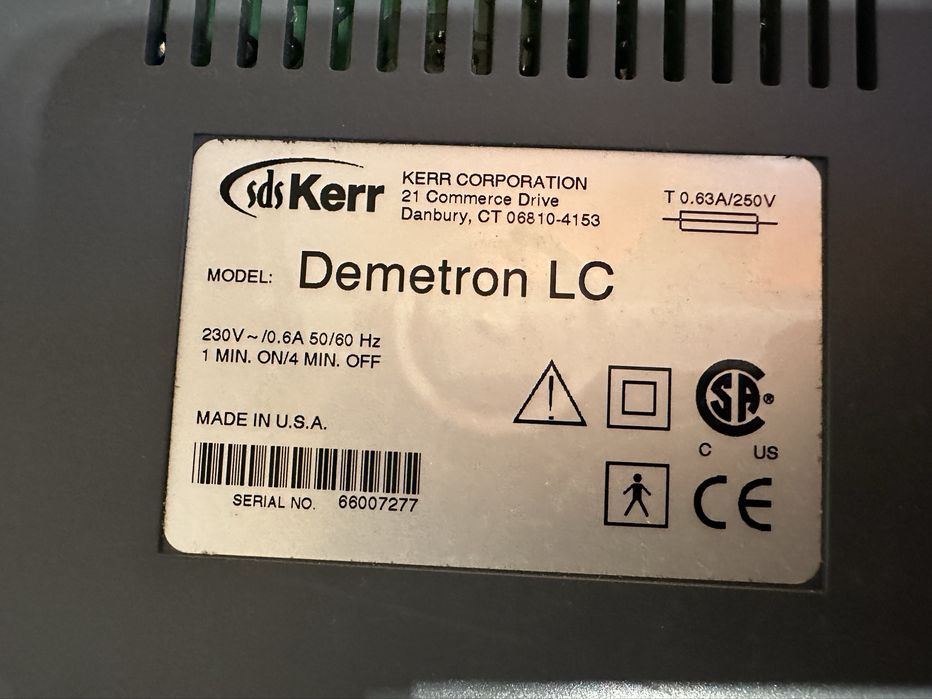 sds Kerr
KERR CORPORATION
21 Commerce Drive
Danbury, CT 06810-4153
T 0.63A/250V
MODEL: Demetron LC
230V~/0.6A 50/60 Hz
1 MIN. ON/4 MIN. OFF
MADE IN U.S.A.
SERIAL NO. 66007277
SA®
C US
CE